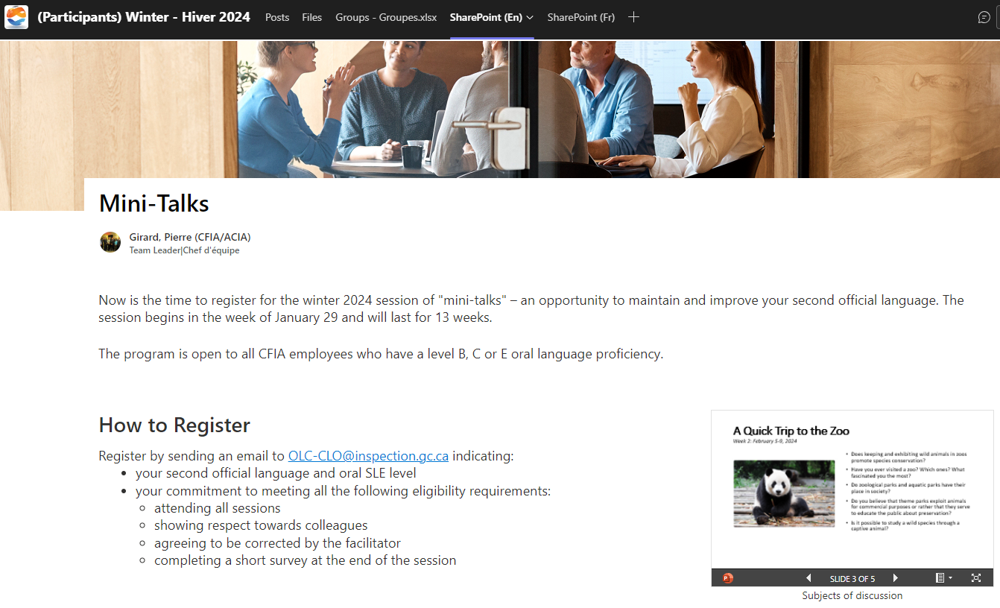 (Participants) Winter - Hiver 2024
Posts
Files
Groups - Groupes.xlsx
SharePoint (En)
SharePoint (Fr)
Mini-Talks
Girard, Pierre (CFIA/ACIA)
Team Leader|Chef d'équipe
Now is the time to register for the winter 2024 session of "mini-talks" – an opportunity to maintain and improve your second official language. The
session begins in the week of January 29 and will last for 13 weeks.
The program is open to all CFIA employees who have a level B, C or E oral language proficiency.
How to Register
Register by sending an email to OLC-CLO@inspection.gc.ca indicating:
• your second official language and oral SLE level
• your commitment to meeting all the following eligibility requirements:
◦ attending all sessions
◦ showing respect towards colleagues
◦ agreeing to be corrected by the facilitator
◦ completing a short survey at the end of the session
A Quick Trip to the Zoo
Week 2: February 5-9, 2024
• Does keeping and exhibiting wild animals in zoos
promote species conservation?
• Have you ever visited a zoo? Which ones? What
fascinated you the most?
• Do zoological parks and aquatic parks have their
place in society?
• Do you believe that theme parks exploit animals
for commercial purposes or rather that they serve
to educate the public about preservation?
• Is it possible to study a wild species through a
captive animal?
SLIDE 3 OF 5
Subjects of discussion